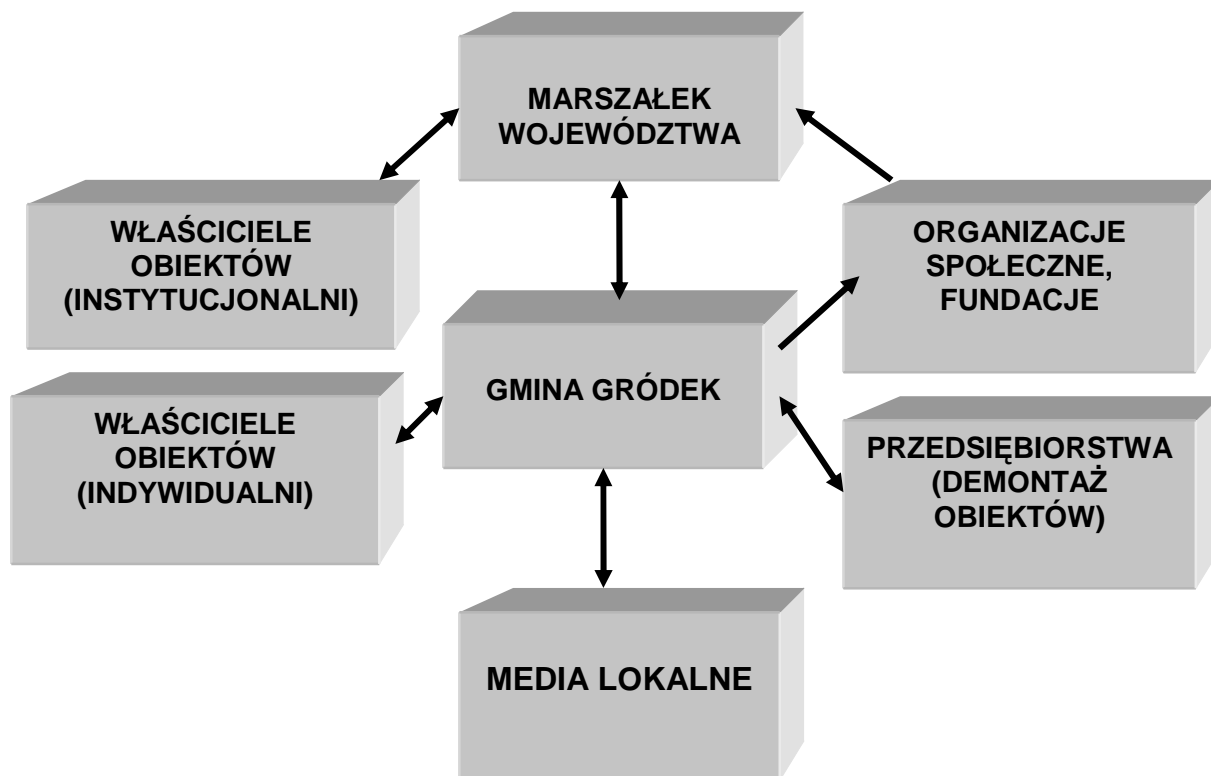 MARSZAŁEK
WOJEWÓDZTWA
WŁAŚCICIELE
OBIEKTÓW
(INSTYTUCJONALNI)
ORGANIZACJE
SPOŁECZNE,
FUNDACJE
GMINA GRÓDEK
WŁAŚCICIELE
OBIEKTÓW
(INDYWIDUALNI)
PRZEDSIĘBIORSTWA
(DEMONTAŻ
OBIEKTÓW)
MEDIA LOKALNE